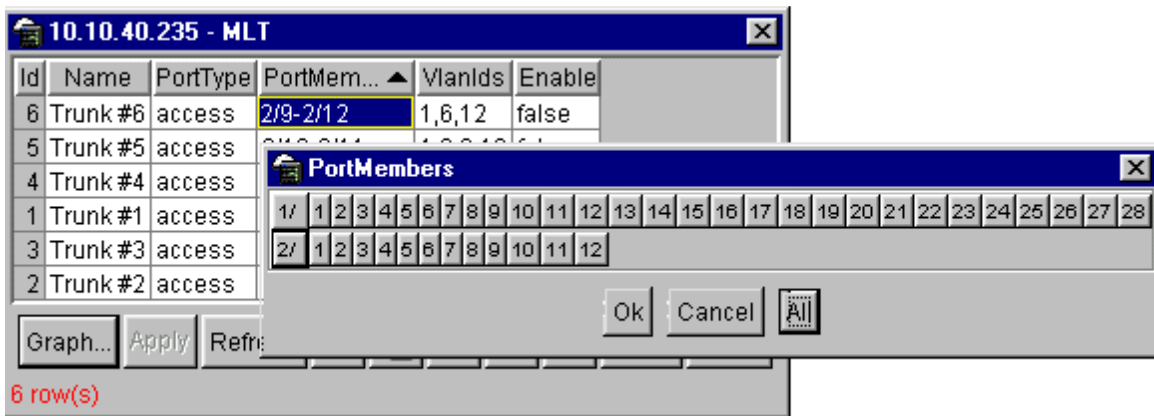 10.10.40.235 - MLT
Id Name PortType PortMem... VlanIds Enable
6 Trunk #6 access 2/9-2/12 1,6,12 false
5 Trunk #5 access
4 Trunk #4 access
1 Trunk #1 access
3 Trunk #3 access
2 Trunk #2 access
PortMembers
1/ 1 2 3 4 5 6 7 8 9 10 11 12 13 14 15 16 17 18 19 20 21 22 23 24 25 26 27 28
2/ 1 2 3 4 5 6 7 8 9 10 11 12
Ok Cancel All
Graph... Apply
6 row(s)